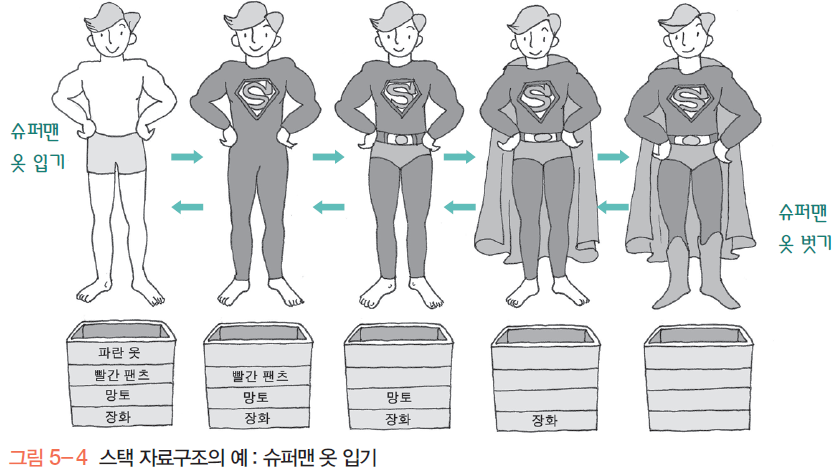 슈퍼맨
옷 입기
슈퍼맨
옷 벗기
파란 옷
빨간 팬츠
망토
장화
빨간 팬츠
망토
장화
망토
장화
장화
그림 5-4 스택 자료구조의 예 : 슈퍼맨 옷 입기